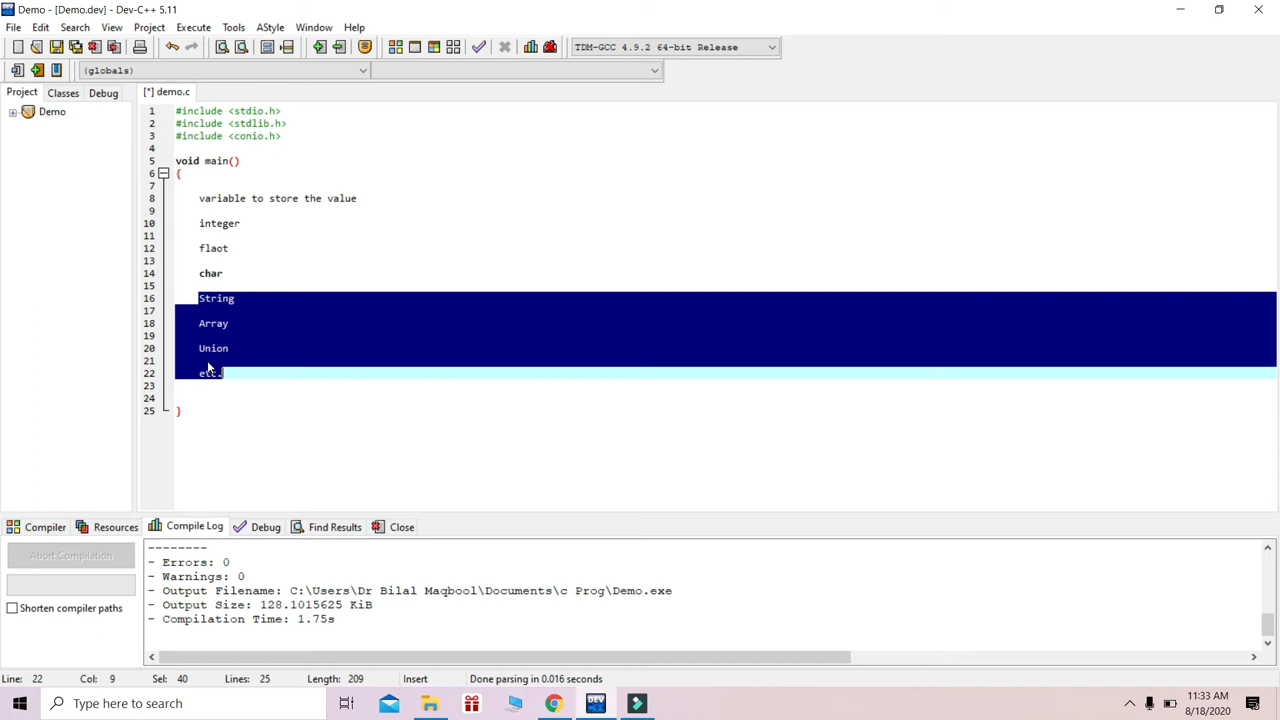 Demo - [Demo.dev] - Dev-C++ 5.11
File Edit Search View Project Execute Tools AStyle Window Help
TDM-GCC 4.9.2 64-bit Release
(globals)
Project Classes Debug
[*] demo.c
Demo
1 #include <stdio.h>
2 #include <stdlib.h>
3 #include <conio.h>
4
5 void main()
6 {
7
8 variable to store the value
9
10 integer
11
12 flaot
13
14 char
15
16 String
17
18 Array
19
20 Union
21
22 etc.
23
24
25 }
Compiler Resources Compile Log Debug Find Results Close
Abort Compilation
Shorten compiler paths
--------
- Errors: 0
- Warnings: 0
- Output Filename: C:\Users\Dr Bilal Maqbool\Documents\c Prog\Demo.exe
- Output Size: 128.1015625 KiB
- Compilation Time: 1.75s
Line: 22 Col: 9 Sel: 40 Lines: 25 Length: 209 Insert Done parsing in 0.016 seconds
Type here to search
DEV
11:33 AM
8/18/2020